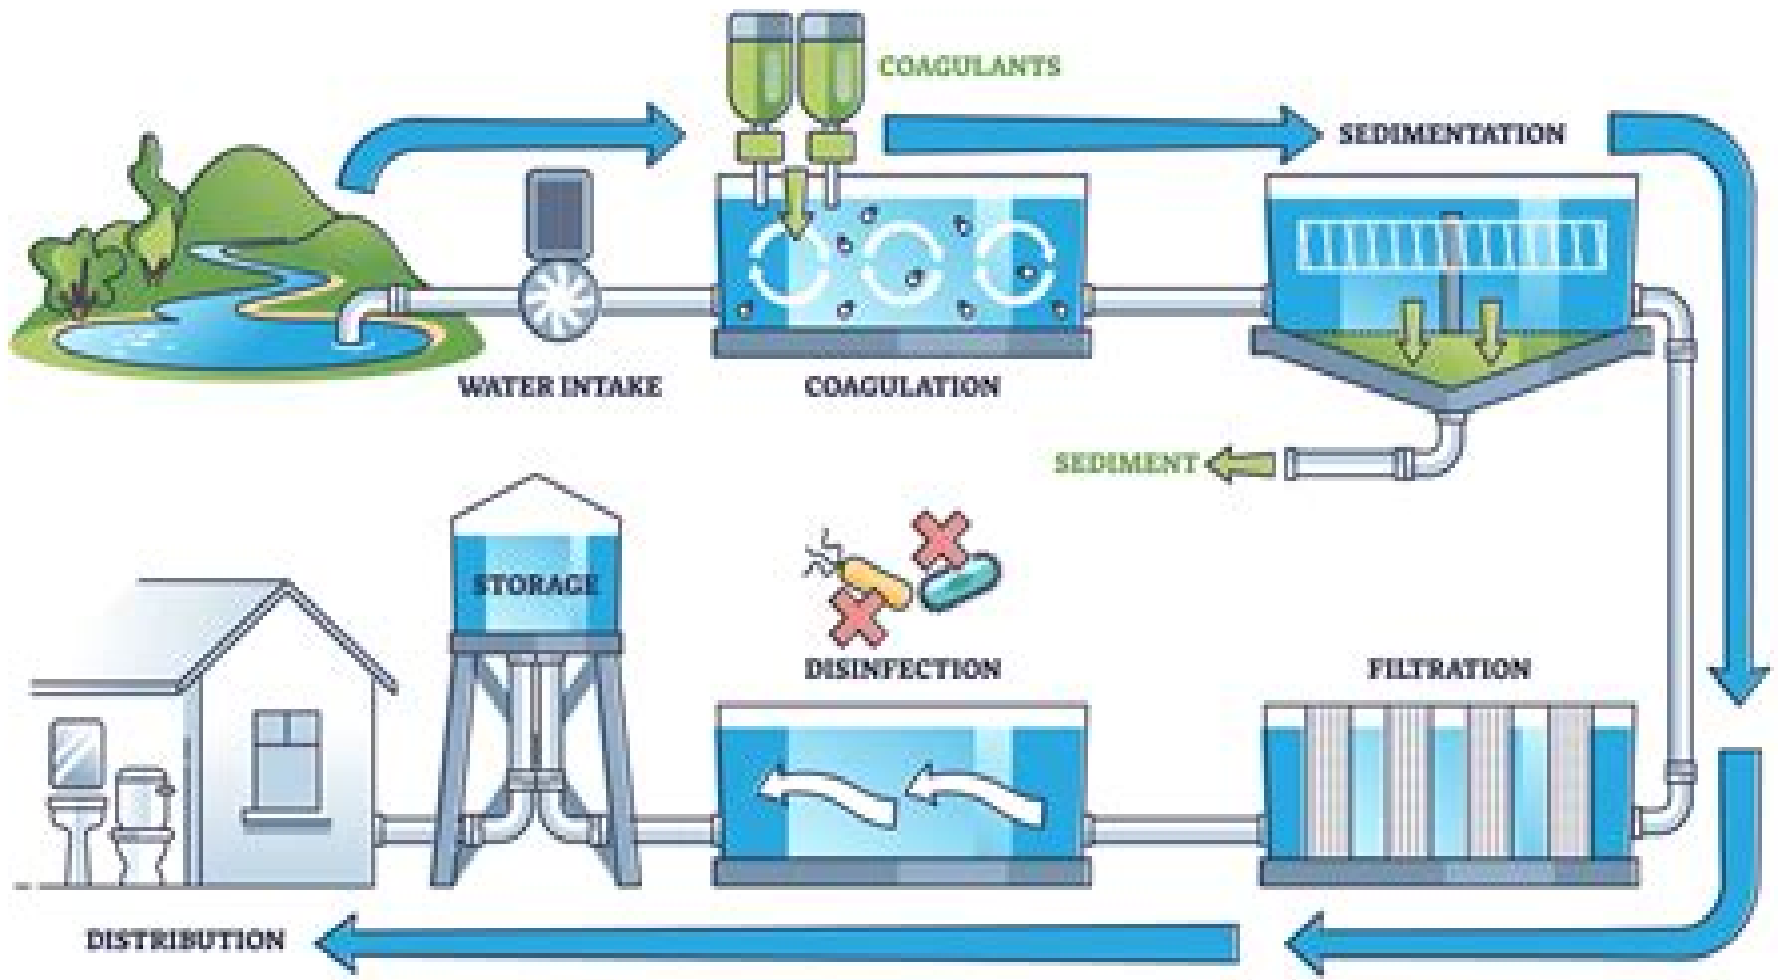 COAGULANTS
SEDIMENTATION
WATER INTAKE
COAGULATION
SEDIMENT
STORAGE
DISINFECTION
FILTRATION
DISTRIBUTION